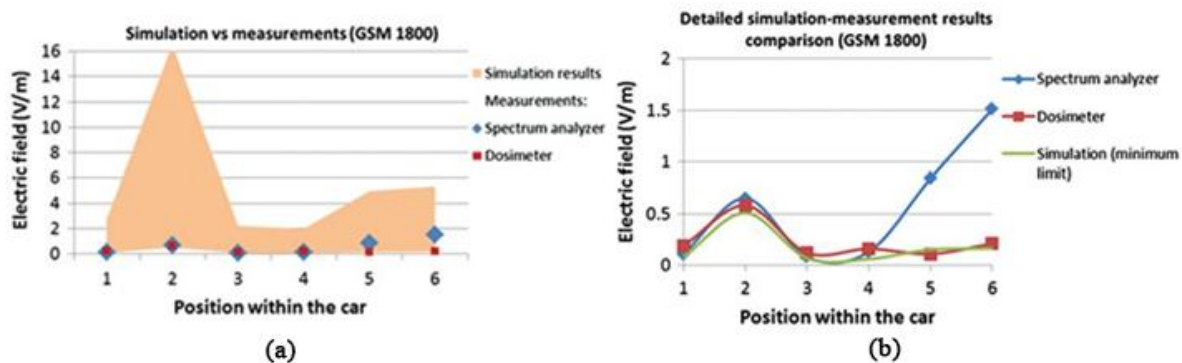 Simulation vs measurements (GSM 1800)
Electric field (V/m)
16
14
12
10
8
6
4
2
0
1 2 3 4 5 6
Position within the car
Simulation results
Measurements:
Spectrum analyzer
Dosimeter
(a)
Detailed simulation-measurement results
comparison (GSM 1800)
Electric field (V/m)
2
1.5
1
0.5
0
1 2 3 4 5 6
Position within the car
Spectrum analyzer
Dosimeter
Simulation (minimum
limit)
(b)